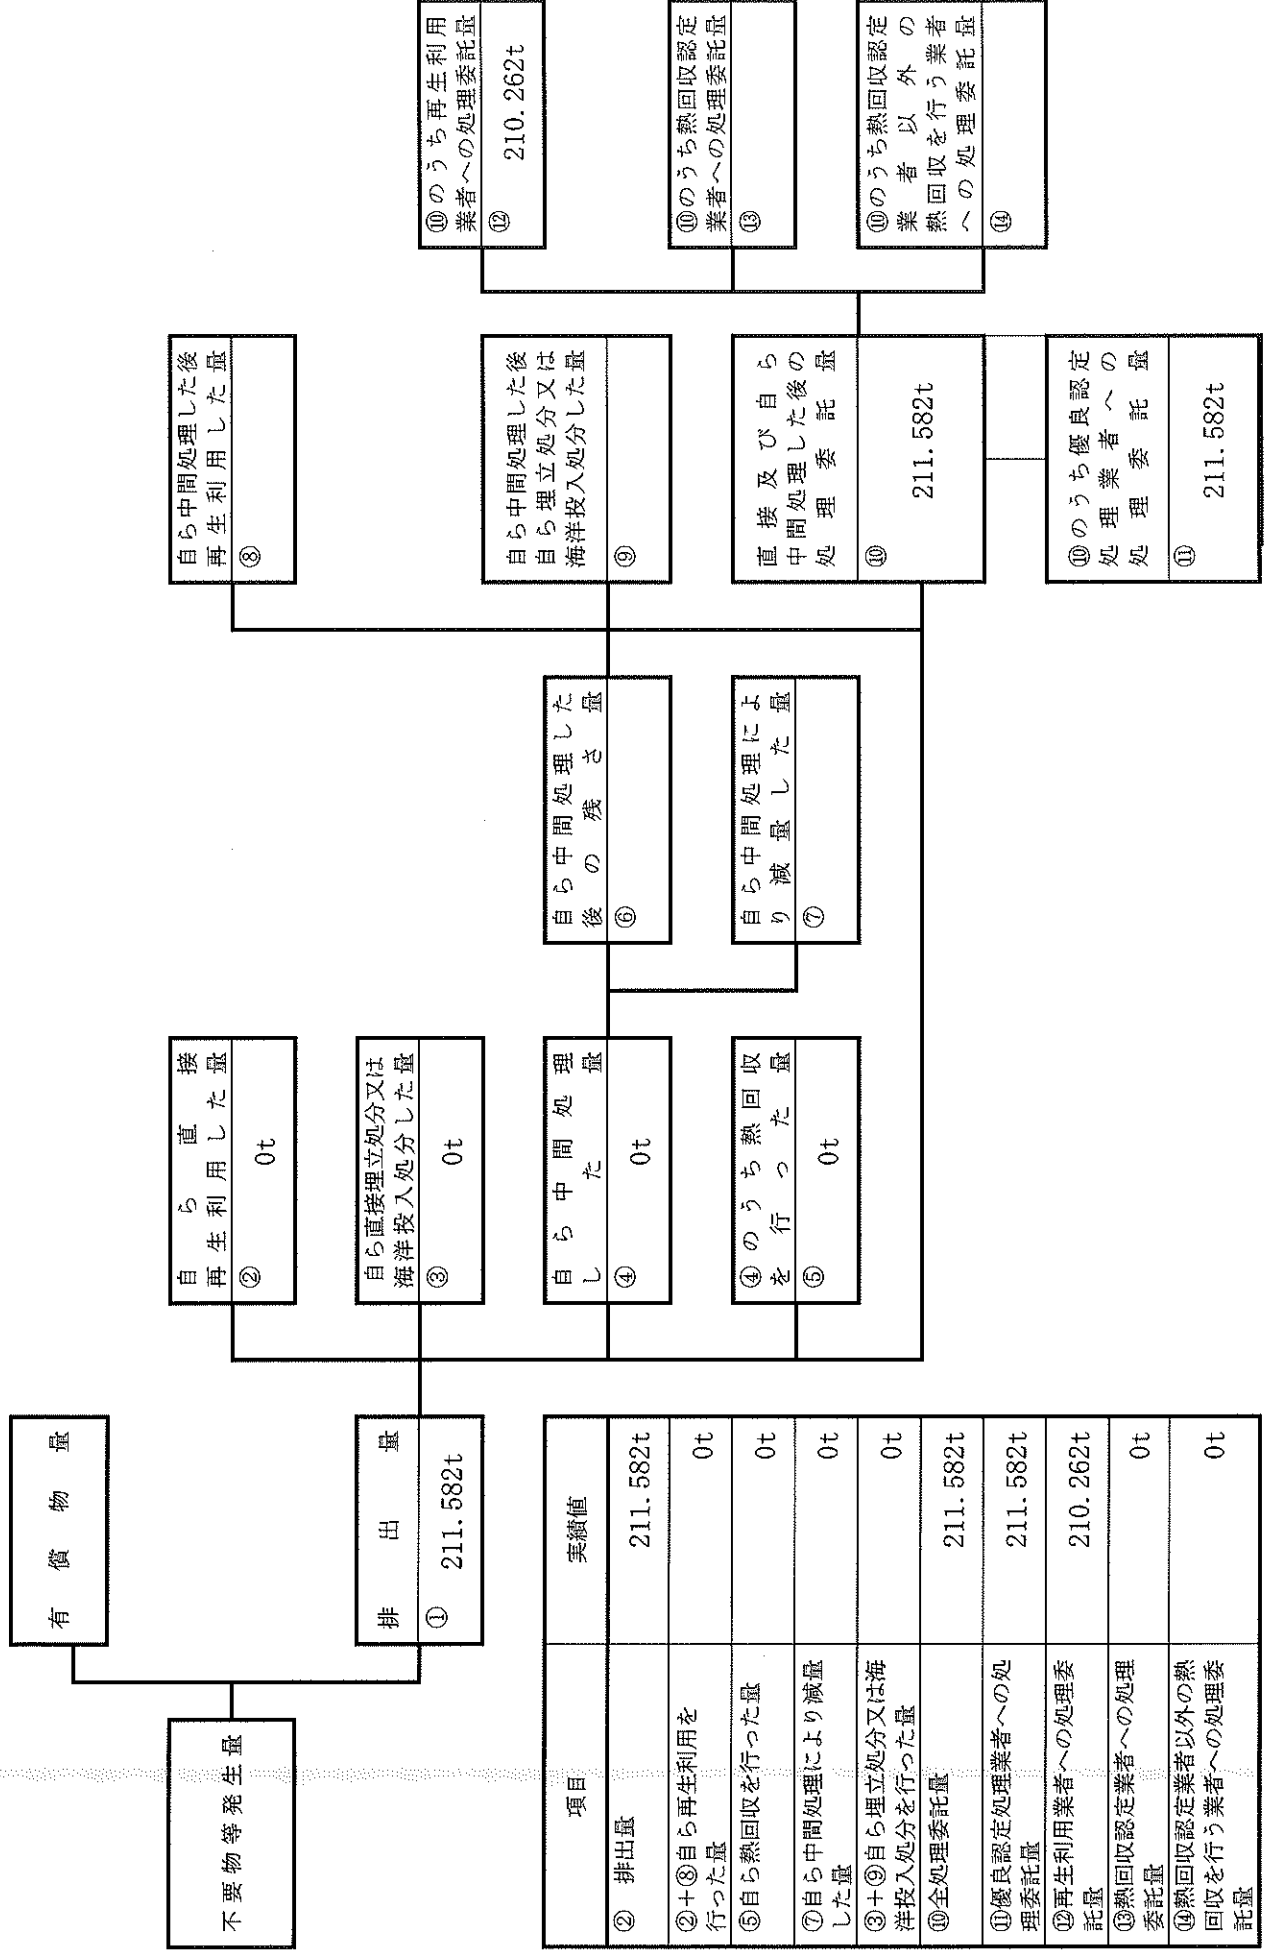 有償物量
不要物等発生量
排出量
① 211.582t
自ら直接
再生利用した量
② 0t
自ら直接埋立処分又は
海洋投入処分した量
③ 0t
自ら中間処理
した量
④ 0t
④のうち熱回収
を行った量
⑤ 0t
自ら中間処理した
後の残さ量
⑥
自ら中間処理によ
り減量した量
⑦
自ら中間処理した後
再生利用した量
⑧
自ら中間処理した後
自ら埋立処分又は
海洋投入処分した量
⑨
直接及び自ら
中間処理した後の
処理委託量
⑩ 211.582t
⑩のうち優良認定
処理業者への
処理委託量
⑪ 211.582t
⑩のうち再生利用
業者への処理委託量
⑫ 210.262t
⑩のうち熱回収認定
業者への処理委託量
⑬
⑩のうち熱回収認定
業者以外の
熱回収を行う業者
への処理委託量
⑭
項目 実績値
② 排出量 211.582t
②+⑧自ら再生利用を
行った量 0t
⑤自ら熱回収を行った量 0t
⑦自ら中間処理により減量
した量 0t
③+⑨自ら埋立処分又は海
洋投入処分を行った量 0t
⑩全処理委託量 211.582t
⑪優良認定処理業者への処
理委託量 211.582t
⑫再生利用業者への処理委
託量 210.262t
⑬熱回収認定業者への処理
委託量 0t
⑭熱回収認定業者以外の熱
回収を行う業者への処理委
託量 0t